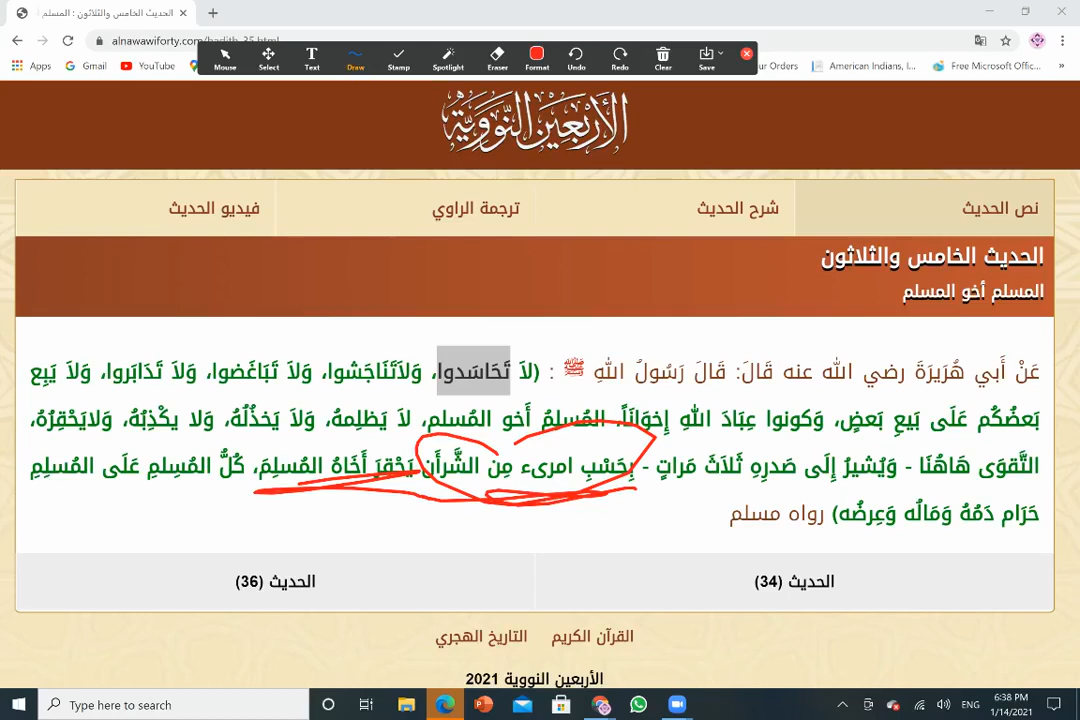 الحديث الخامس والثلاثون : المسلم
alnawawiforty.com/hadith_35.html
Mouse Select Text Draw Stamp Spotlight Eraser Format Undo Redo Clear Save
Apps Gmail YouTube ur Orders American Indians, I... Free Microsoft Offic... »
الأربعين النووية
نص الحديث شرح الحديث ترجمة الراوي فيديو الحديث
الحديث الخامس والثلاثون
المسلم أخو المسلم
عَنْ أَبي هُرَيرَةَ رضي الله عنه قَالَ: قَالَ رَسُولُ اللهِ ﷺ : (لاَ تَحَاسَدوا، وَلاَتَنَاجَشوا، وَلاَ تَبَاغَضوا، وَلاَ تَدَابَروا، وَلاَ يَبِع
بَعضُكُم عَلَى بَيعِ بَعضٍ، وَكونوا عِبَادَ اللهِ إِخوَانَاً، المُسلِمُ أَخو المُسلم، لاَ يَظلِمهُ، وَلاَ يَخذُلُهُ، وَلا يكْذِبُهُ، وَلايَحْقِرُهُ،
التَّقوَى هَاهُنَا - وَيُشيرُ إِلَى صَدرِهِ ثَلاَثَ مَراتٍ - بِحَسْبِ امرىء مِن الشَّرأَن يَحْقِرَ أَخَاهُ المُسلِمَ، كُلُّ المُسِلِمِ عَلَى المُسلِمِ
حَرَام دَمُهُ وَمَالُه وَعِرضُه) رواه مسلم
الحديث (34) الحديث (36)
القرآن الكريم التاريخ الهجري
الأربعين النووية 2021
Type here to search
ENG
6:38 PM
1/14/2021